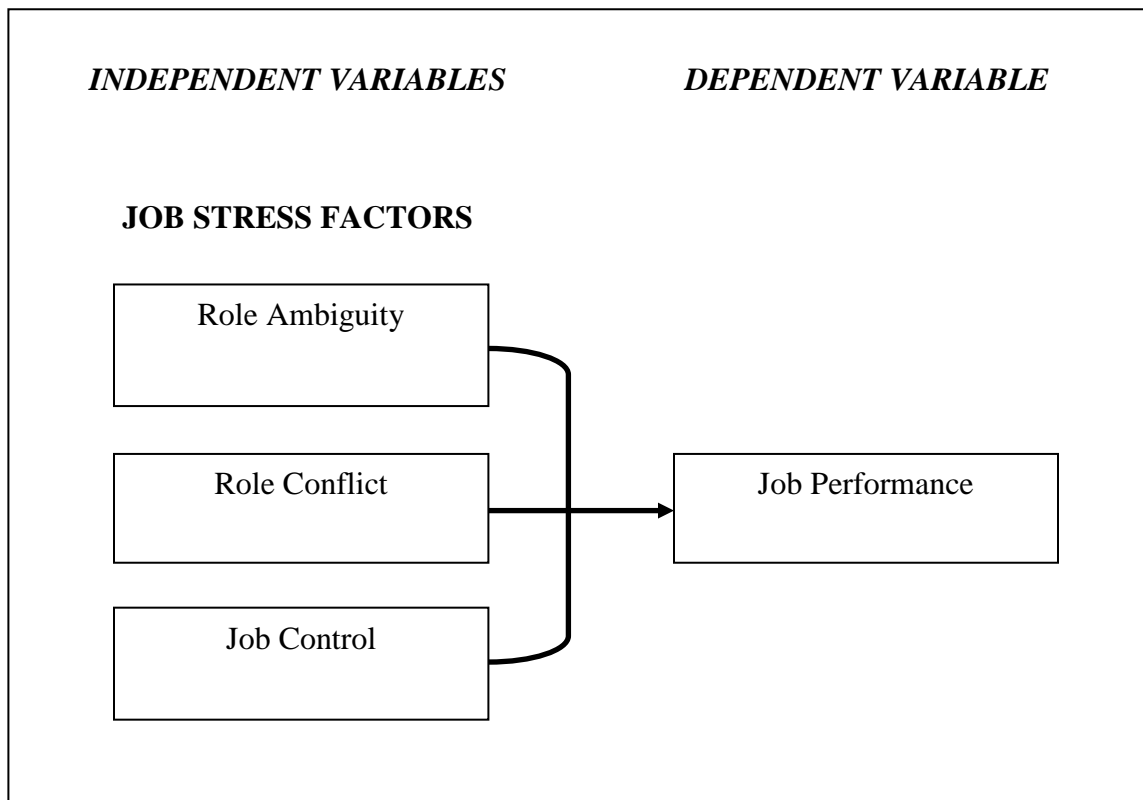 INDEPENDENT VARIABLES
DEPENDENT VARIABLE
JOB STRESS FACTORS
Role Ambiguity
Role Conflict
Job Performance
Job Control